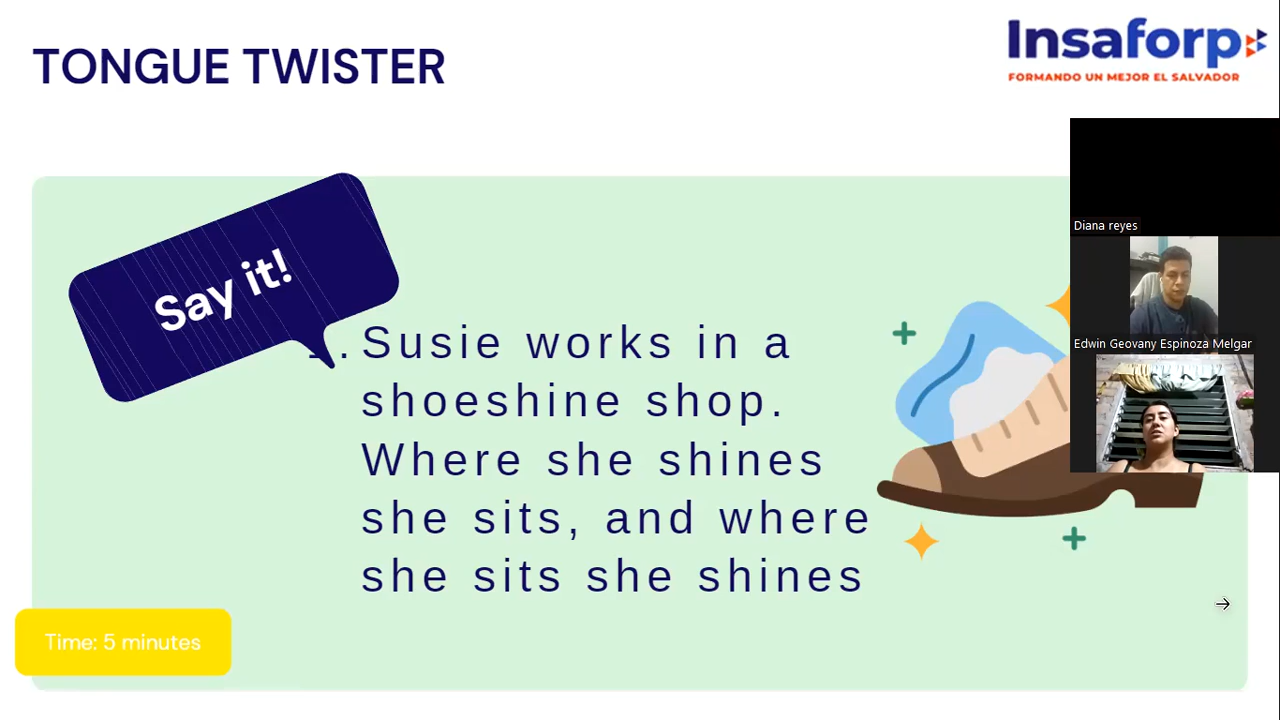 TONGUE TWISTER
Insaforp
FORMANDO UN MEJOR EL SALVADOR
Say it!
Susie works in a
shoeshine shop.
Where she shines
she sits, and where
she sits she shines
Time: 5 minutes
Diana reyes
Edwin Geovany Espinoza Melgar